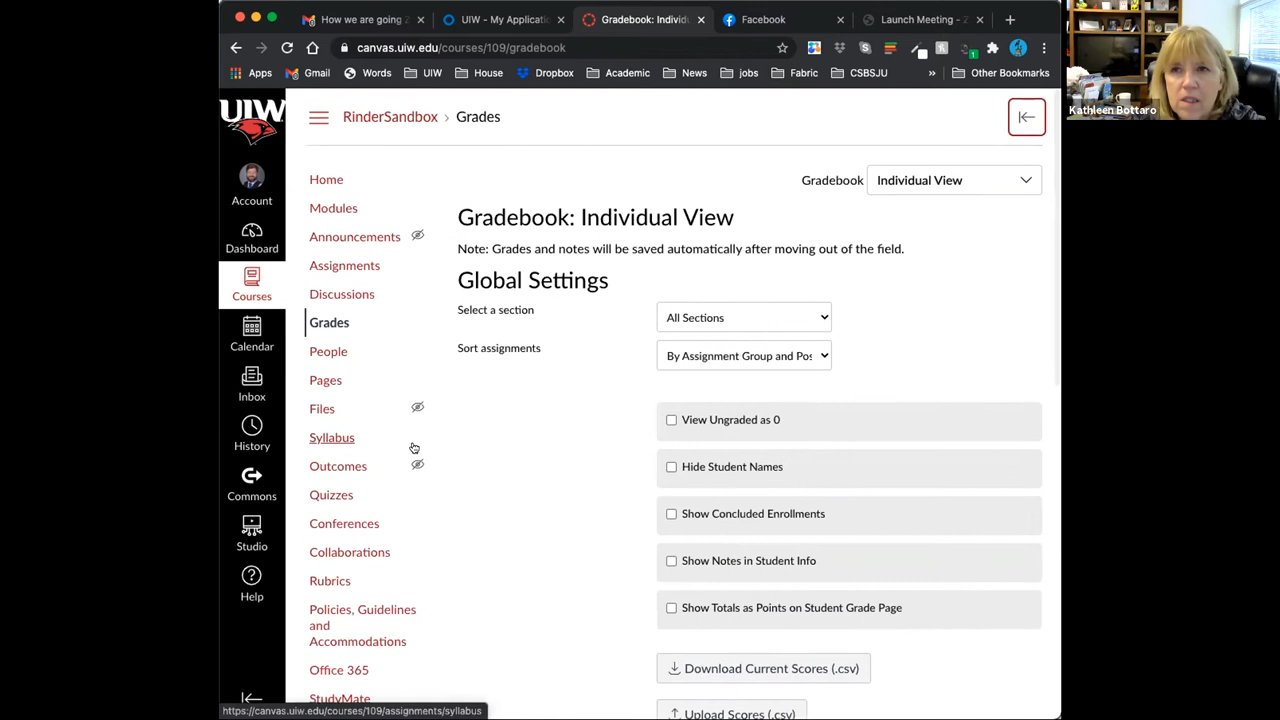 How we are going
UIW - My Applicatio
Gradebook: Individu
Facebook
Launch Meeting - Z
canvas.uiw.edu/courses/109/gradebook
Apps
Gmail
Words
UIW
House
Dropbox
Academic
News
jobs
Fabric
CSBSJU
»
Other Bookmarks
Kathleen Bottaro
UIW
RinderSandbox › Grades
Account
Dashboard
Courses
Calendar
Inbox
History
Commons
Studio
Help
Home
Modules
Announcements
Assignments
Discussions
Grades
People
Pages
Files
Syllabus
Outcomes
Quizzes
Conferences
Collaborations
Rubrics
Policies, Guidelines
and
Accommodations
Office 365
StudyMate
Gradebook Individual View
Gradebook: Individual View
Note: Grades and notes will be saved automatically after moving out of the field.
Global Settings
Select a section All Sections
Sort assignments By Assignment Group and Pos
View Ungraded as 0
Hide Student Names
Show Concluded Enrollments
Show Notes in Student Info
Show Totals as Points on Student Grade Page
Download Current Scores (.csv)
Upload Scores (.csv)
https://canvas.uiw.edu/courses/109/assignments/syllabus